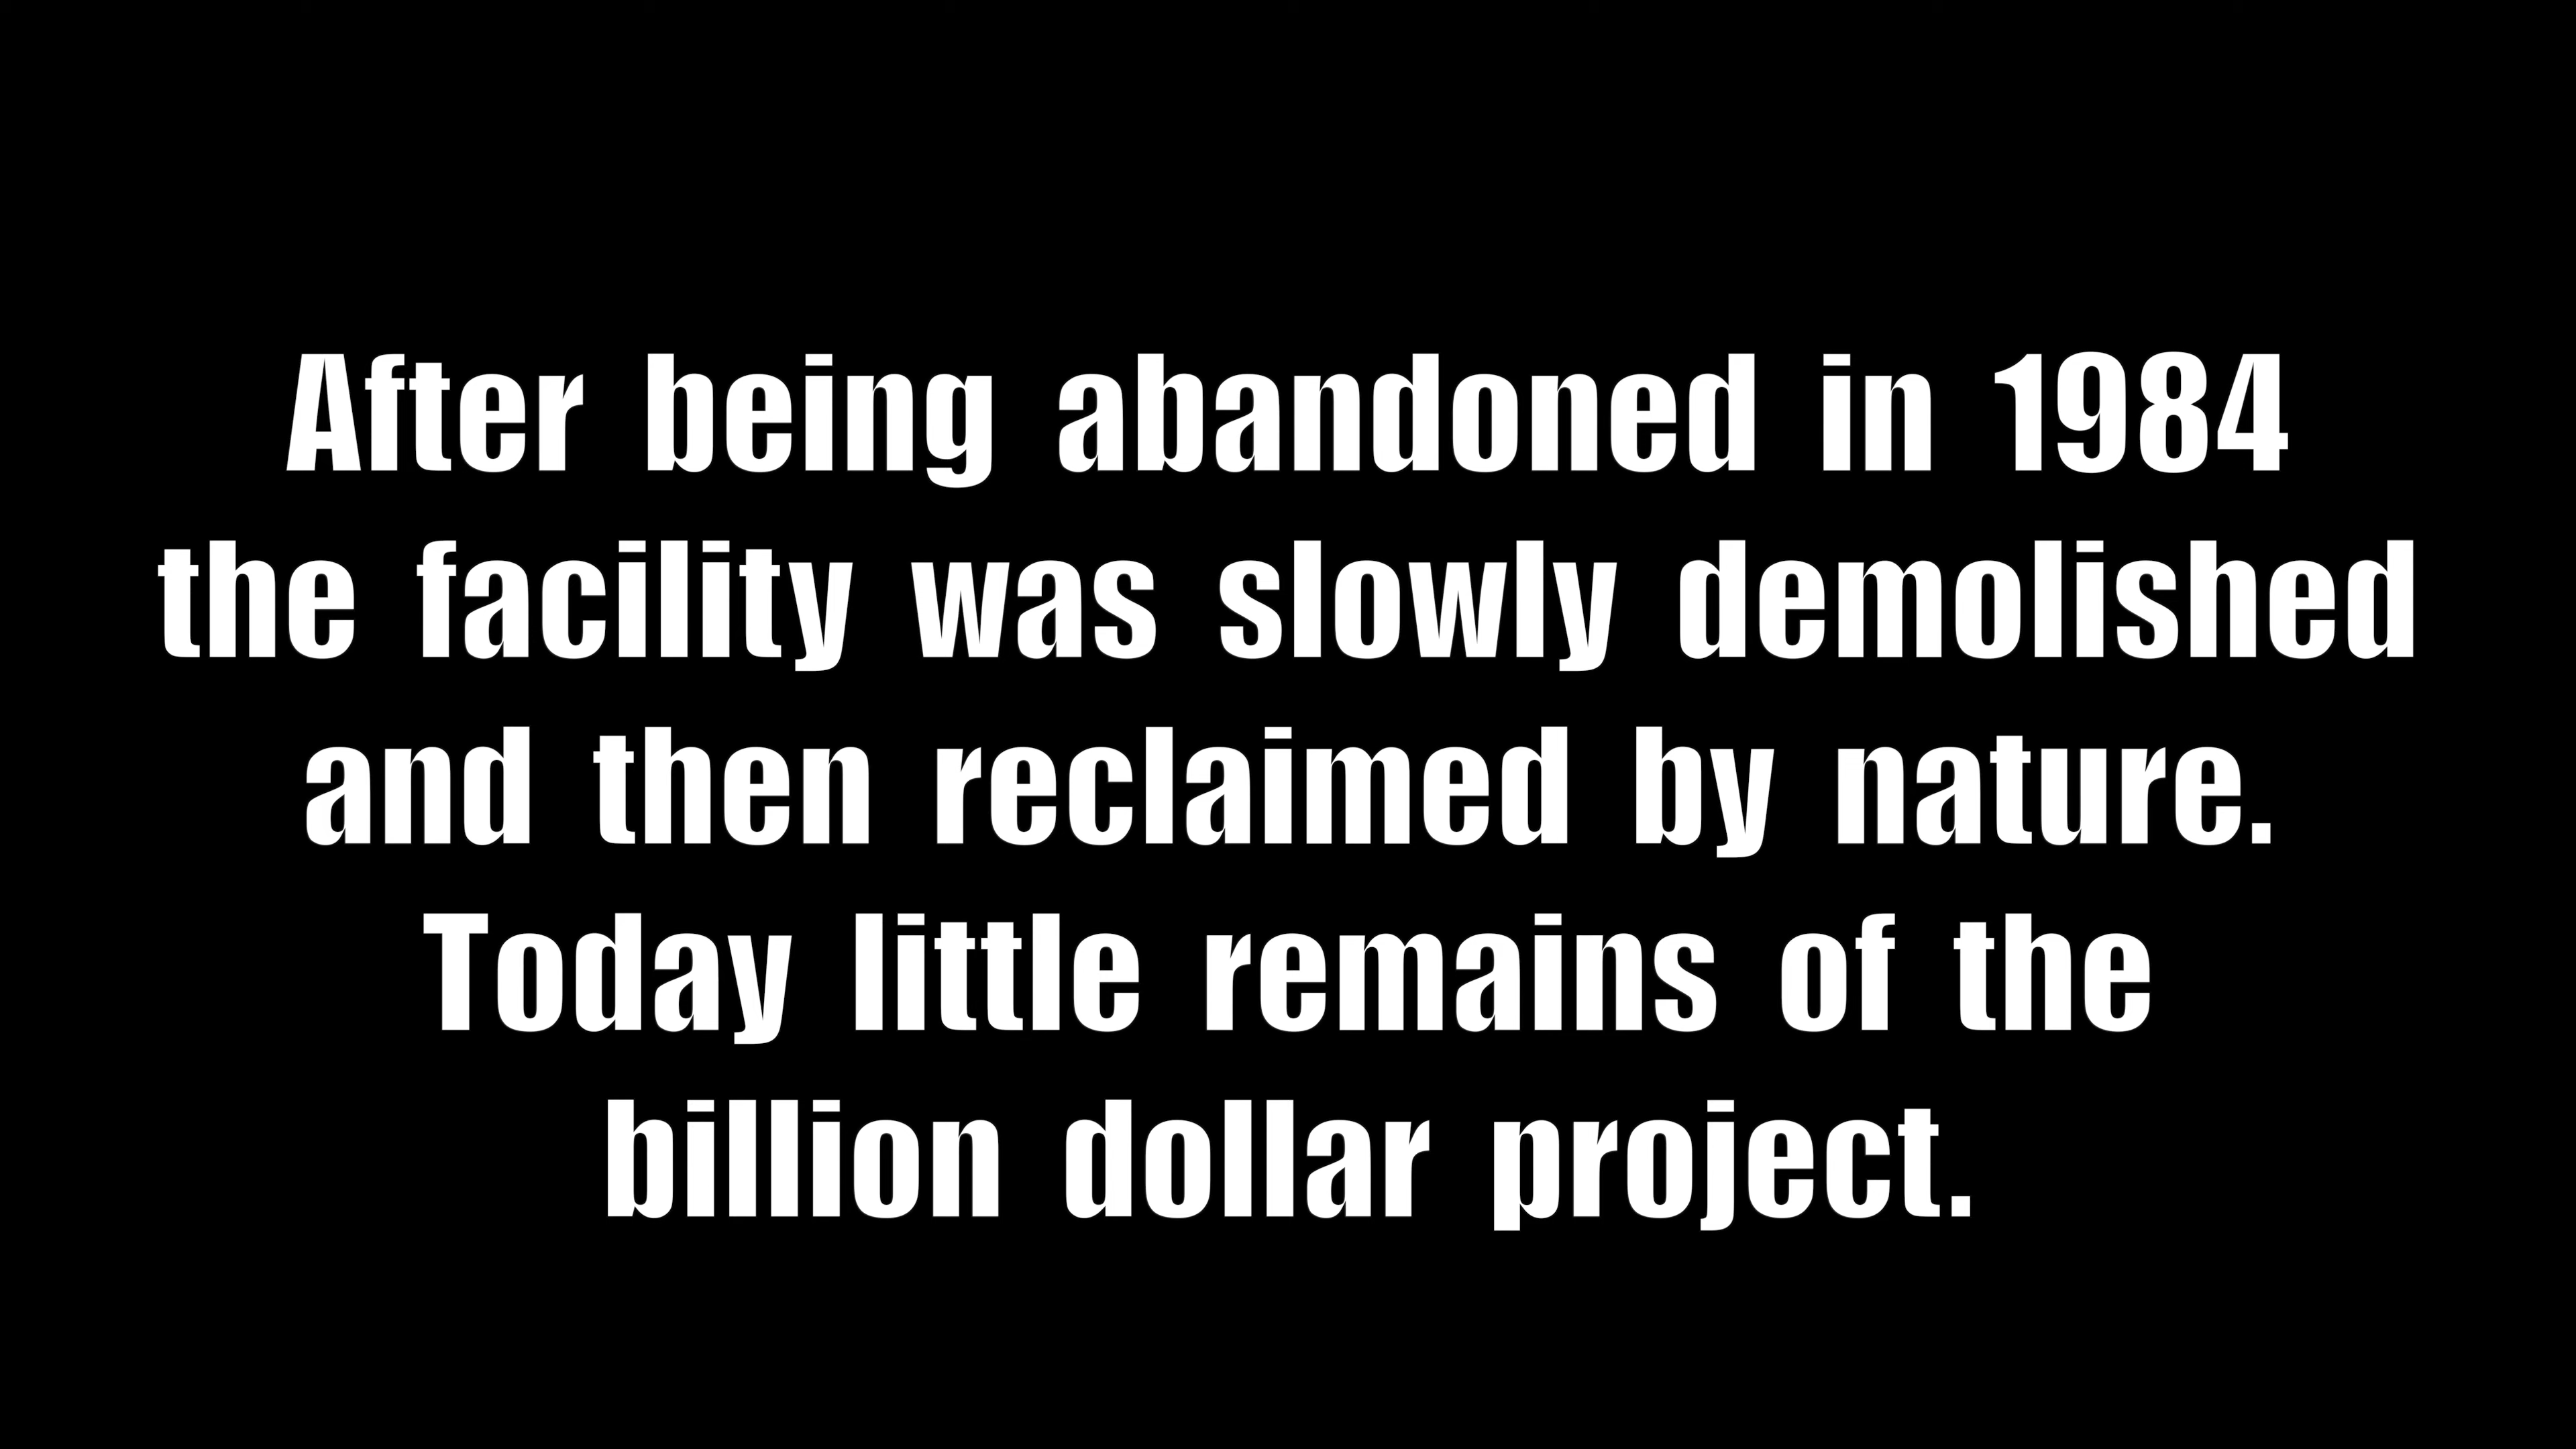 After being abandoned in 1984
the facility was slowly demolished
and then reclaimed by nature.
Today little remains of the
billion dollar project.